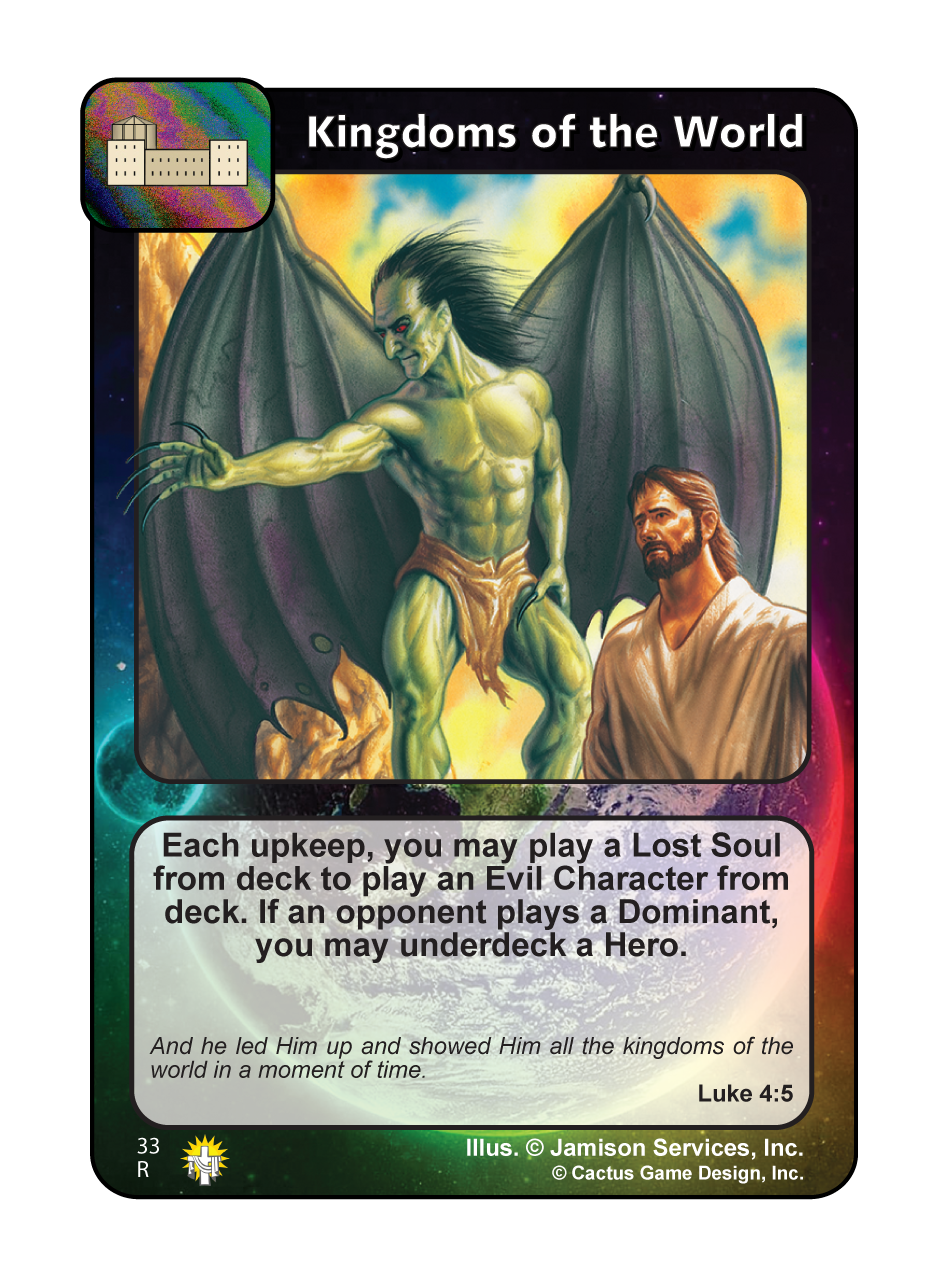 Kingdoms of the World
Each upkeep, you may play a Lost Soul
from deck to play an Evil Character from
deck. If an opponent plays a Dominant,
you may underdeck a Hero.
And he led Him up and showed Him all the kingdoms of the
world in a moment of time.
Luke 4:5
33
R
Illus. © Jamison Services, Inc.
© Cactus Game Design, Inc.